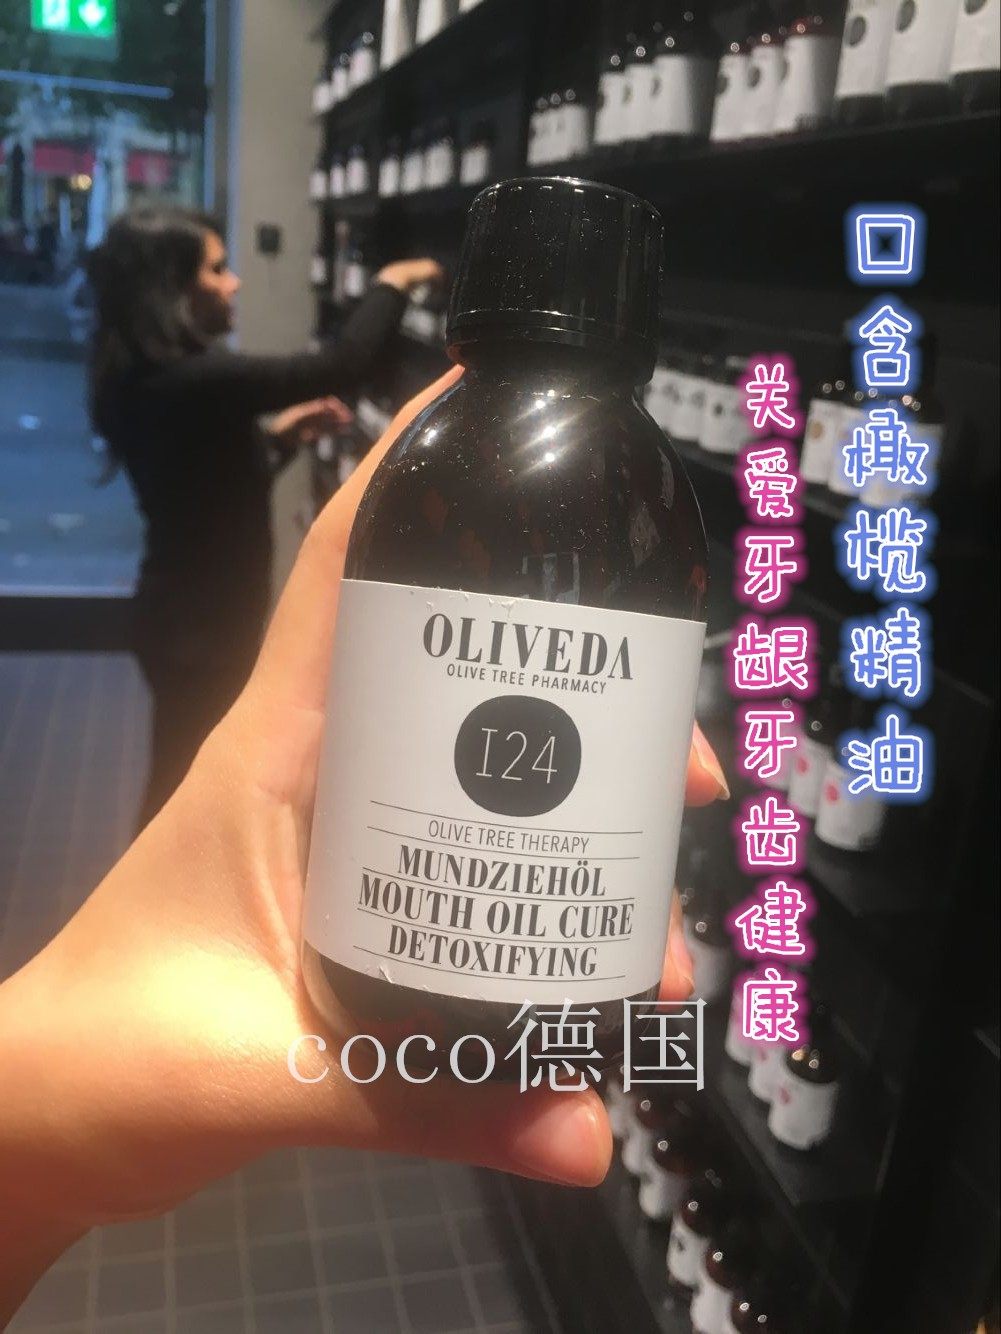 口含橄榄精油
关爱牙龈牙齿健康
OLIVEDA
OLIVE TREE PHARMACY
I24
OLIVE TREE THERAPY
MUNDZIEHÖL
MOUTH OIL CURE
DETOXIFYING
coco德国